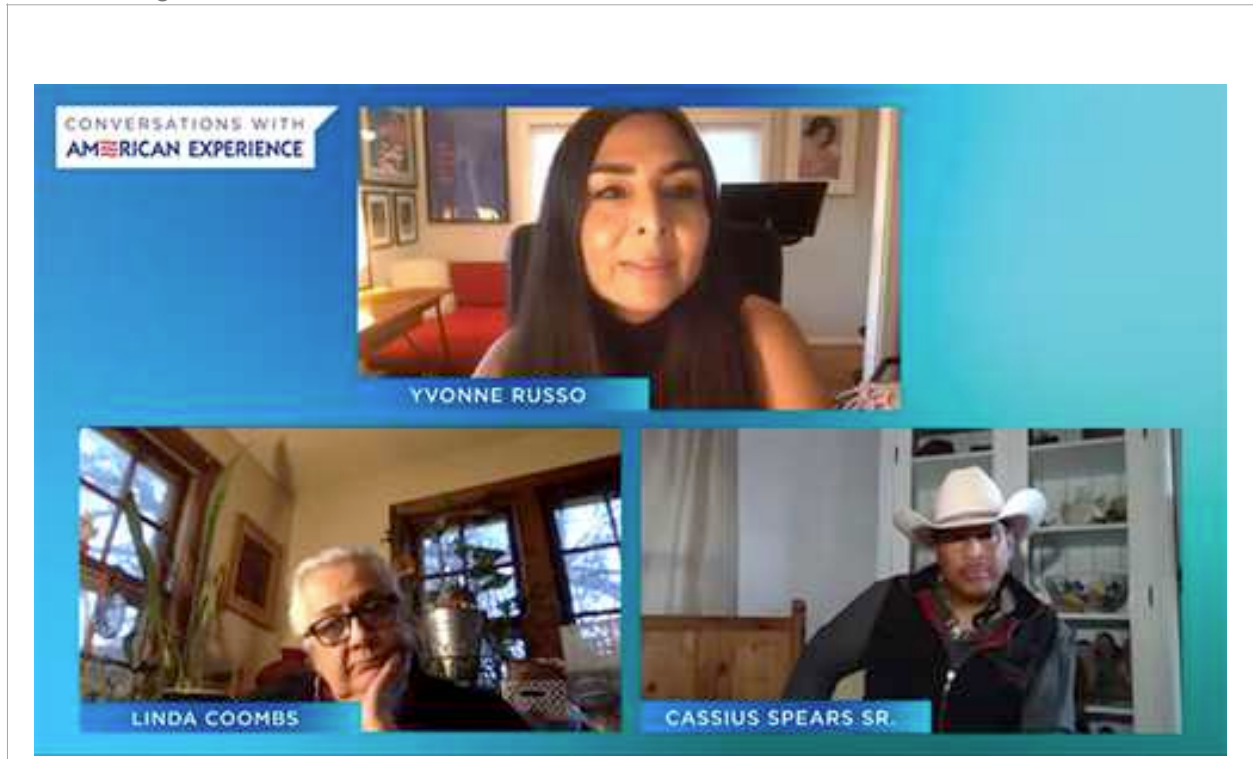 CONVERSATIONS WITH
AMERICAN EXPERIENCE
YVONNE RUSSO
LINDA COOMBS
CASSIUS SPEARS SR.